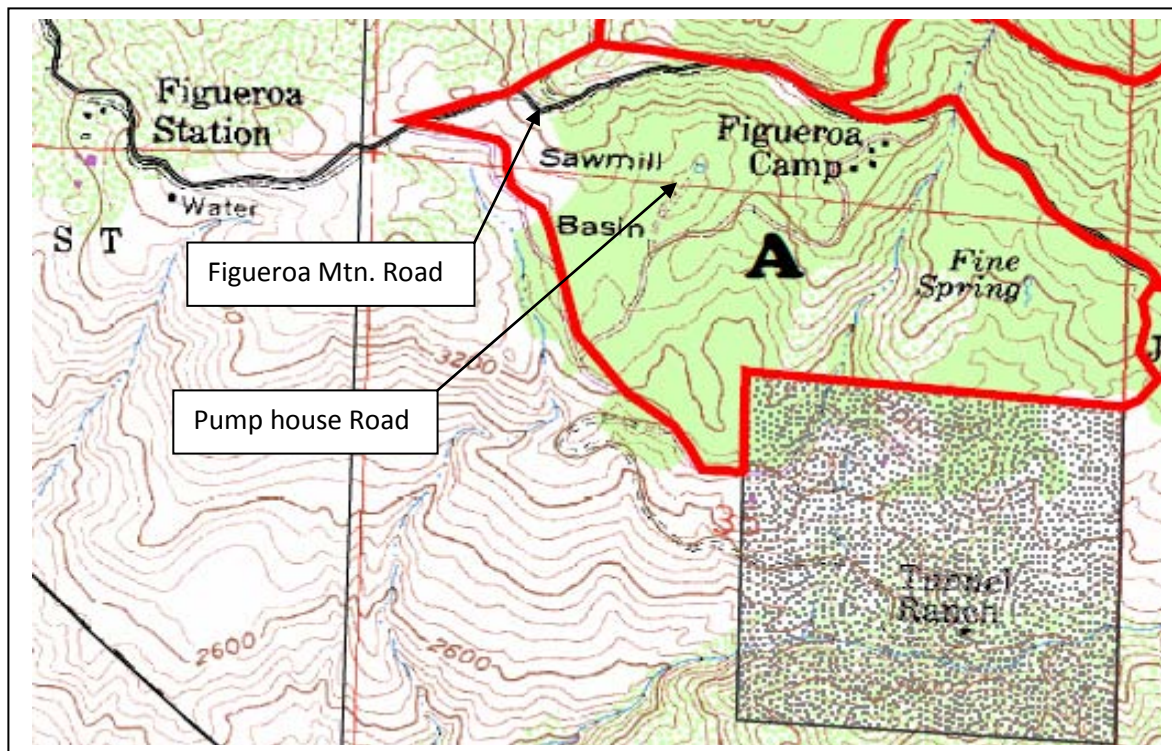 Figueroa
Station
Figueroa
Camp
Sawmill
Basin
Water
S T
A
Fine
Spring
Figueroa Mtn. Road
J
3200
Pump house Road
35
Tunnel
Ranch
2600
2600